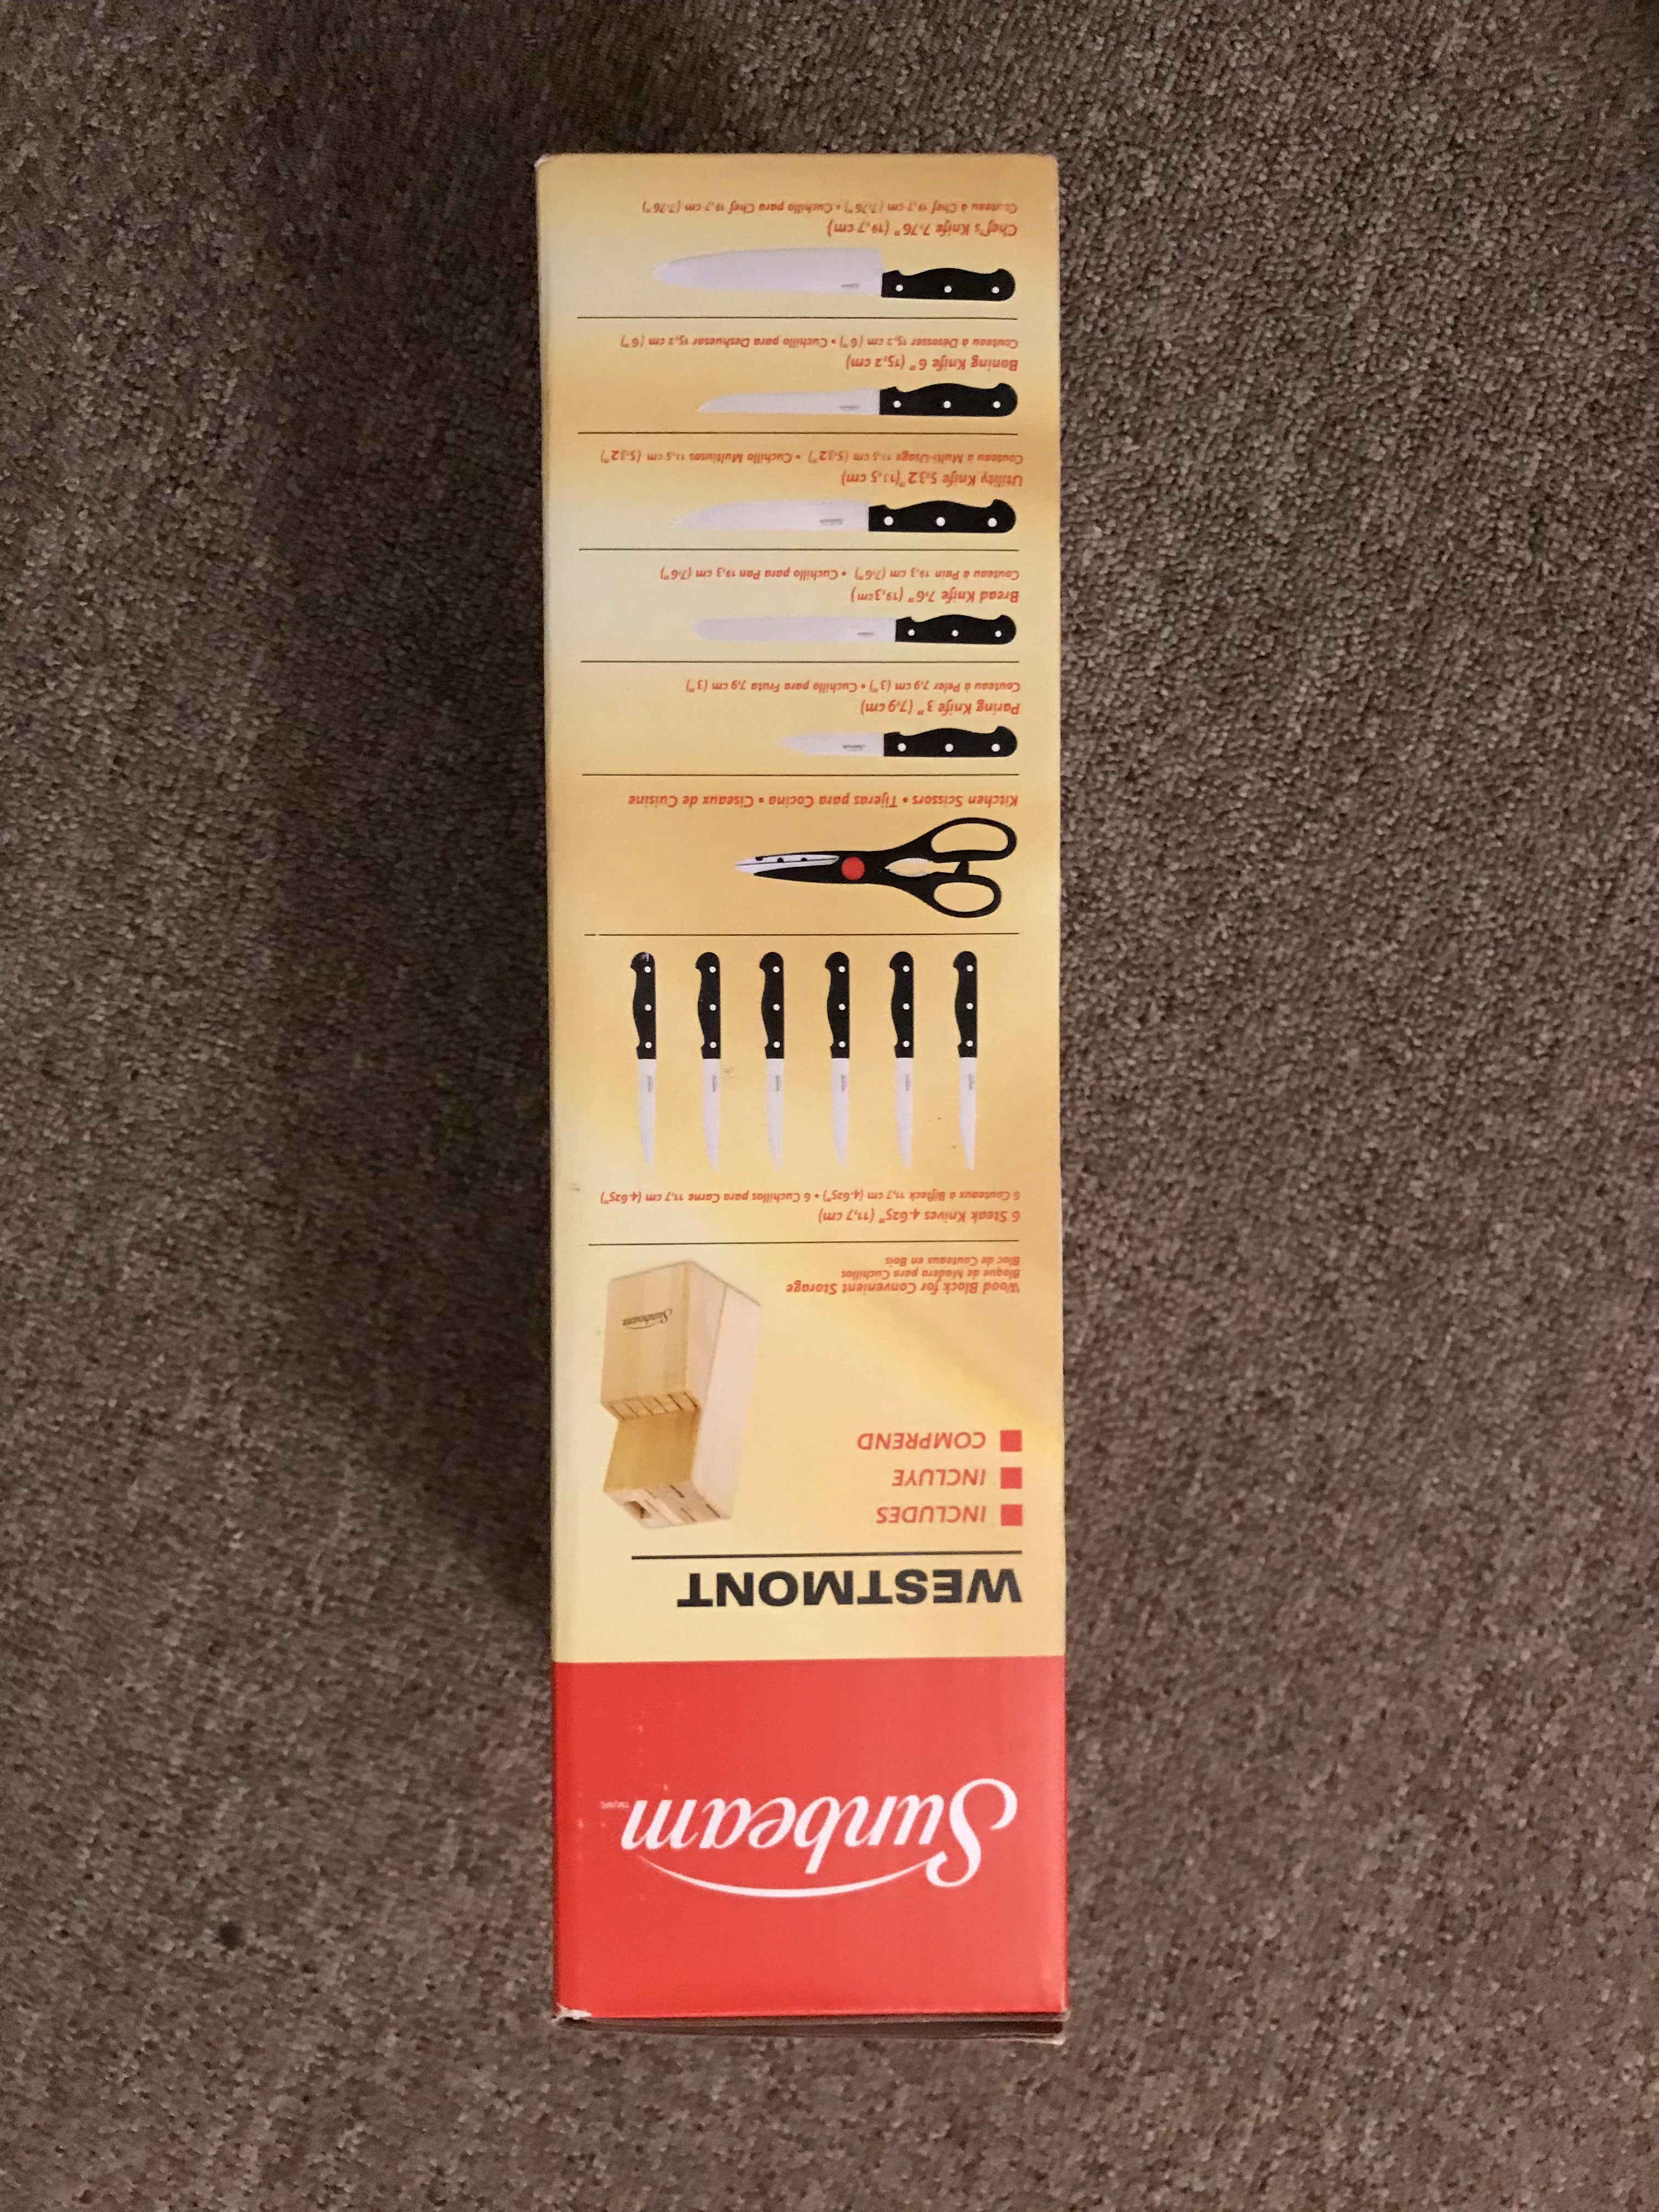 Sunbeam
TM/MC
WESTMONT
INCLUDES
INCLUYE
COMPREND
Sunbeam
Wood Block for Convenient Storage
Bloque de Madera para Cuchillos
Bloc de Couteaux en Bois
6 Steak Knives 4.625" (11,7 cm)
6 Couteaux à Bifteck 11,7 cm (4.625") • 6 Cuchillos para Carne 11,7 cm (4.625")
Kitchen Scissors • Tijeras para Cocina • Ciseaux de Cuisine
Paring Knife 3" (7,9 cm)
Couteau à Peler 7,9 cm (3") • Cuchillo para Fruta 7,9 cm (3")
Bread Knife 7.6" (19,3cm)
Couteau à Pain 19,3 cm (7.6") • Cuchillo para Pan 19,3 cm (7.6")
Utility Knife 5.32"(13,5 cm)
Couteau à Multi-Usage 13,5 cm (5.32") • Cuchillo Multiusos 13,5 cm (5.32")
Boning Knife 6" (15,2 cm)
Couteau à Désosser 15,2 cm (6") • Cuchillo para Deshuesar 15,2 cm (6")
Chef's Knife 7.76" (19,7 cm)
Couteau à Chef 19,7 cm (7.76") • Cuchillo para Chef 19,7 cm (7.76")